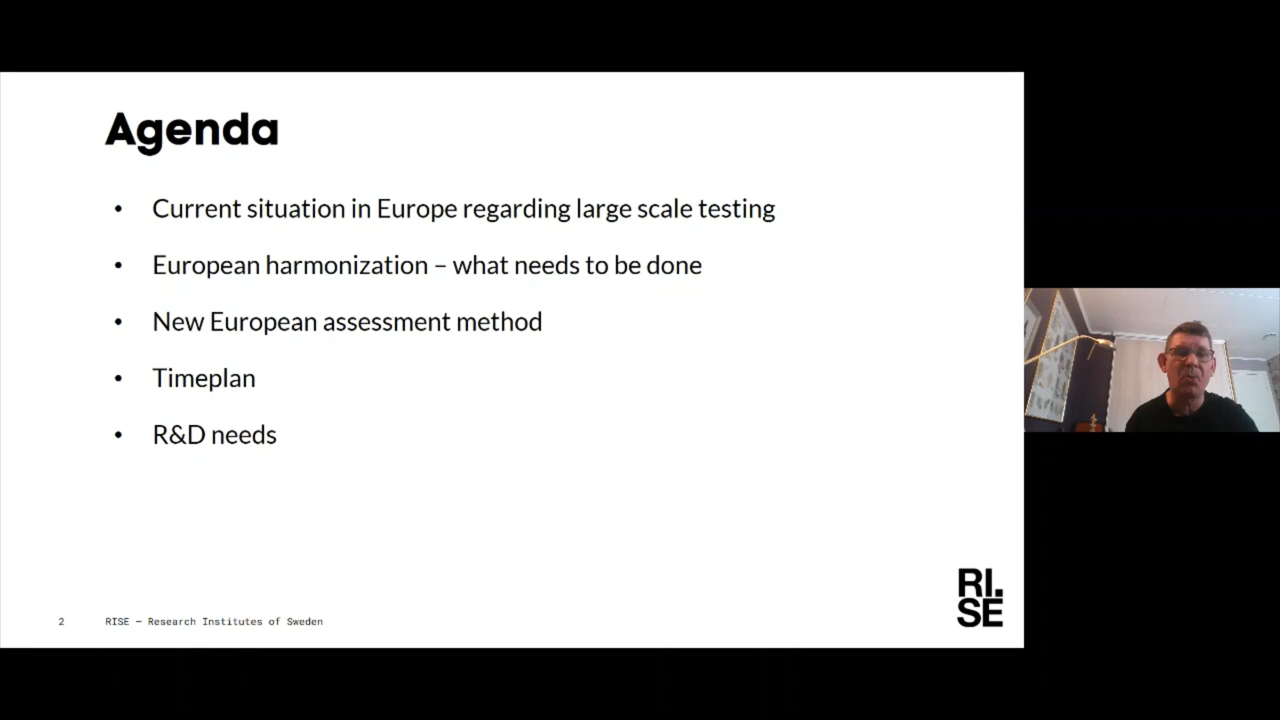 Agenda
• Current situation in Europe regarding large scale testing
• European harmonization – what needs to be done
• New European assessment method
• Timeplan
• R&D needs
2 RISE — Research Institutes of Sweden
RI.
SE